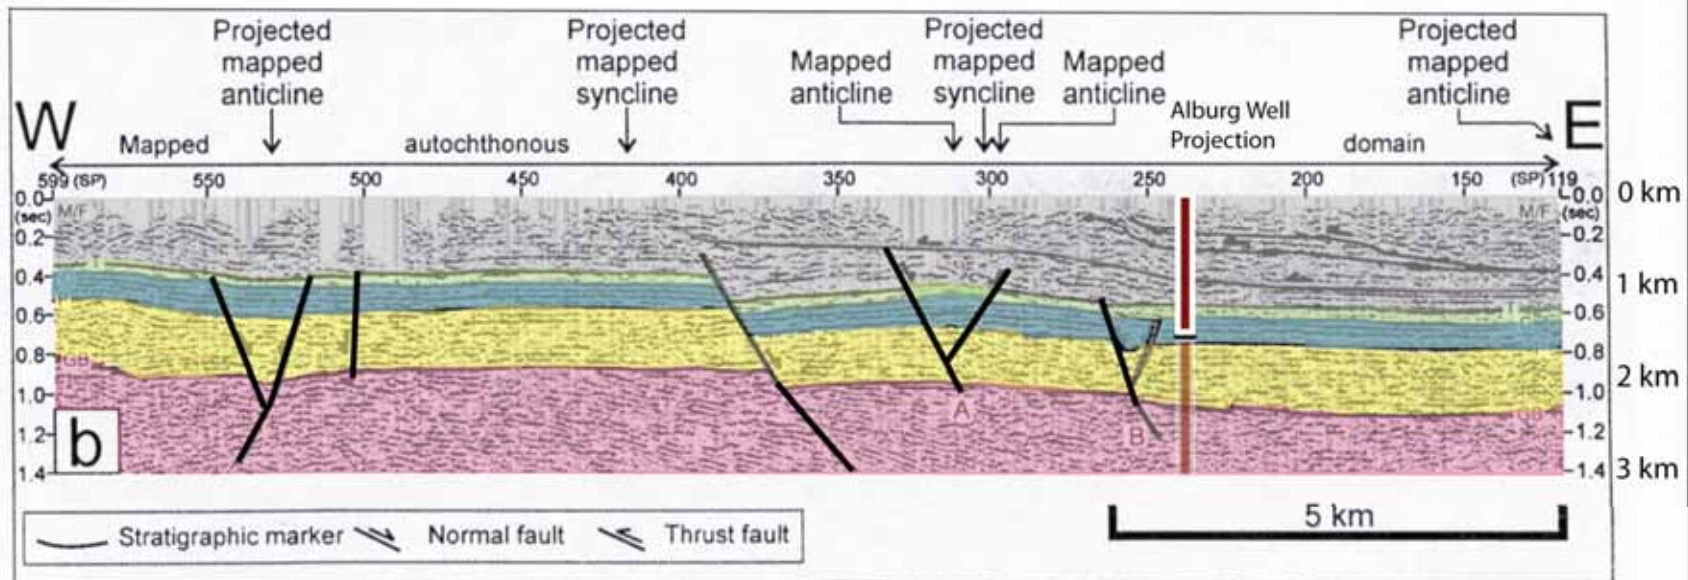 Projected
mapped
anticline
Projected
mapped
syncline
Mapped
anticline
Projected
mapped
syncline
Mapped
anticline
Alburg Well
Projection
Projected
mapped
anticline
W
E
Mapped
autochthonous
domain
599 (SP) 550 500 450 400 350 300 250 200 150 (SP) 119
0.0
(sec)
0.2
0.4
0.6
0.8
1.0
1.2
1.4
M/F
GB
M/F
A
B
0.0
(sec)
0.2
0.4
0.6
0.8
1.0
1.2
1.4
0 km
1 km
2 km
3 km
b
5 km
Stratigraphic marker Normal fault Thrust fault